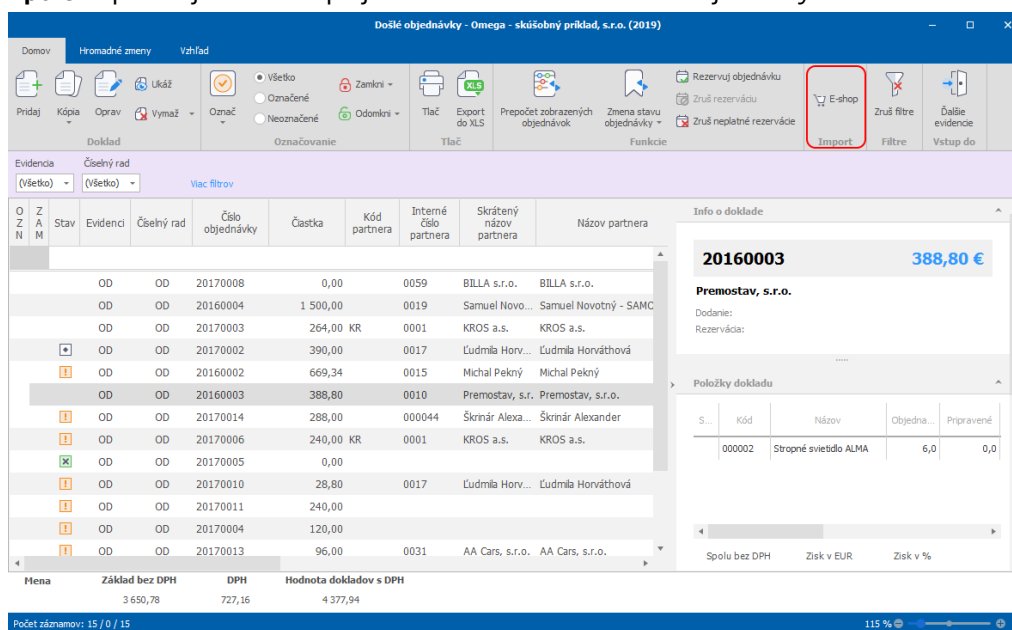 Došlé objednávky - Omega - skúšobný príklad, s.r.o. (2019)
Domov Hromadné zmeny Vzhľad
Pridaj Kópia Oprav Ukáž Vymaž Označ Všetko Označené Neoznačené Zamkni Odomkni Tlač Export do XLS Prepočet zobrazených objednávok Zmena stavu objednávky Rezervuj objednávku Zruš rezerváciu Zruš neplatné rezervácie E-shop Zruš filtre Ďalšie evidencie
Doklad Označovanie Tlač Funkcie Import Filtre Vstup do
Evidencia Číselný rad
(Všetko) (Všetko) Viac filtrov
O Z N Z A M Stav Evidenci Číselný rad Číslo objednávky Čiastka Kód partnera Interné číslo partnera Skrátený názov partnera Názov partnera
OD OD 20170008 0,00 0059 BILLA s.r.o. BILLA s.r.o.
OD OD 20160004 1 500,00 0019 Samuel Novo... Samuel Novotný - SAMO
OD OD 20170003 264,00 KR 0001 KROS a.s. KROS a.s.
OD OD 20170002 390,00 0017 Ľudmila Horv... Ľudmila Horváthová
! OD OD 20160002 669,34 0015 Michal Pekný Michal Pekný
OD OD 20160003 388,80 0010 Premostav, s.r. Premostav, s.r.o.
! OD OD 20170014 288,00 000044 Škrinár Alexa... Škrinár Alexander
! OD OD 20170006 240,00 KR 0001 KROS a.s. KROS a.s.
OD OD 20170005 0,00
! OD OD 20170010 28,80 0017 Ľudmila Horv... Ľudmila Horváthová
! OD OD 20170011 240,00
! OD OD 20170004 120,00
! OD OD 20170013 96,00 0031 AA Cars, s.r.o. AA Cars, s.r.o.
Info o doklade
20160003 388,80 €
Premostav, s.r.o.
Dodanie:
Rezervácia:
Položky dokladu
S... Kód Názov Objedna... Pripravené
000002 Stropné svietidlo ALMA 6,0 0,0
Spolu bez DPH Zisk v EUR Zisk v %
Mena Základ bez DPH DPH Hodnota dokladov s DPH
3 650,78 727,16 4 377,94
Počet záznamov: 15 / 0 / 15 115 %